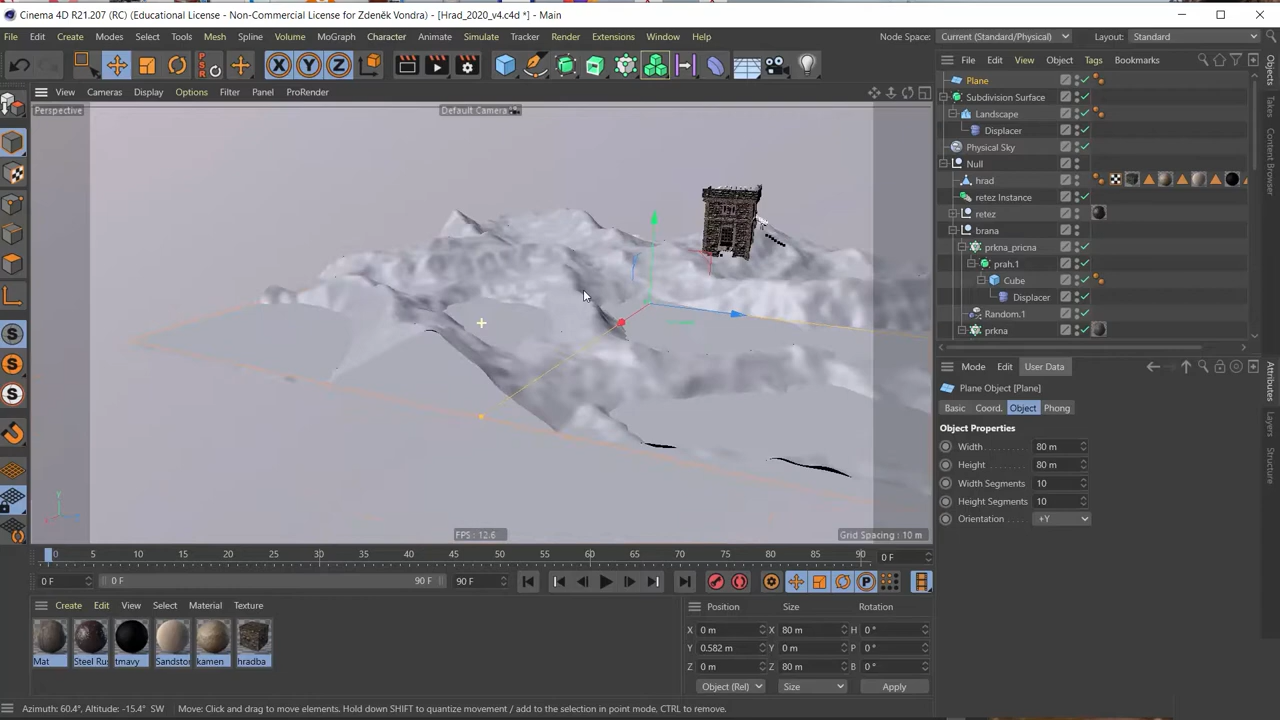 Cinema 4D R21.207 (RC) (Educational License - Non-Commercial License for Zdeněk Vondra) - [Hrad_2020_v4.c4d *] - Main
File Edit Create Modes Select Tools Mesh Spline Volume MoGraph Character Animate Simulate Tracker Render Extensions Window Help Node Space: Current (Standard/Physical) Layout: Standard
File Edit View Object Tags Bookmarks
X Y Z
View Cameras Display Options Filter Panel ProRender
Perspective
Default Camera
Plane
Subdivision Surface
Landscape
Displacer
Physical Sky
Null
hrad
retez Instance
retez
brana
prkna_pricna
prah.1
Cube
Displacer
Random.1
prkna
Objects
Takes
Content Browser
Mode Edit User Data
Plane Object [Plane]
Basic Coord. Object Phong
Object Properties
Width 80 m
Height 80 m
Width Segments 10
Height Segments 10
Orientation +Y
Attributes
Layers
Structure
Y
FPS : 12.6
Grid Spacing : 10 m
0 5 10 15 20 25 30 35 40 45 50 55 60 65 70 75 80 85 90 0 F
0 F 0 F 90 F 90 F
Create Edit View Select Material Texture
Mat Steel Ru tmavy Sandsto kamen hradba
Position Size Rotation
X 0 m X 80 m H 0 °
Y 0.582 m Y 0 m P 0 °
Z 0 m Z 80 m B 0 °
Object (Rel) Size Apply
Azimuth: 60.4°, Altitude: -15.4° SW Move: Click and drag to move elements. Hold down SHIFT to quantize movement / add to the selection in point mode, CTRL to remove.